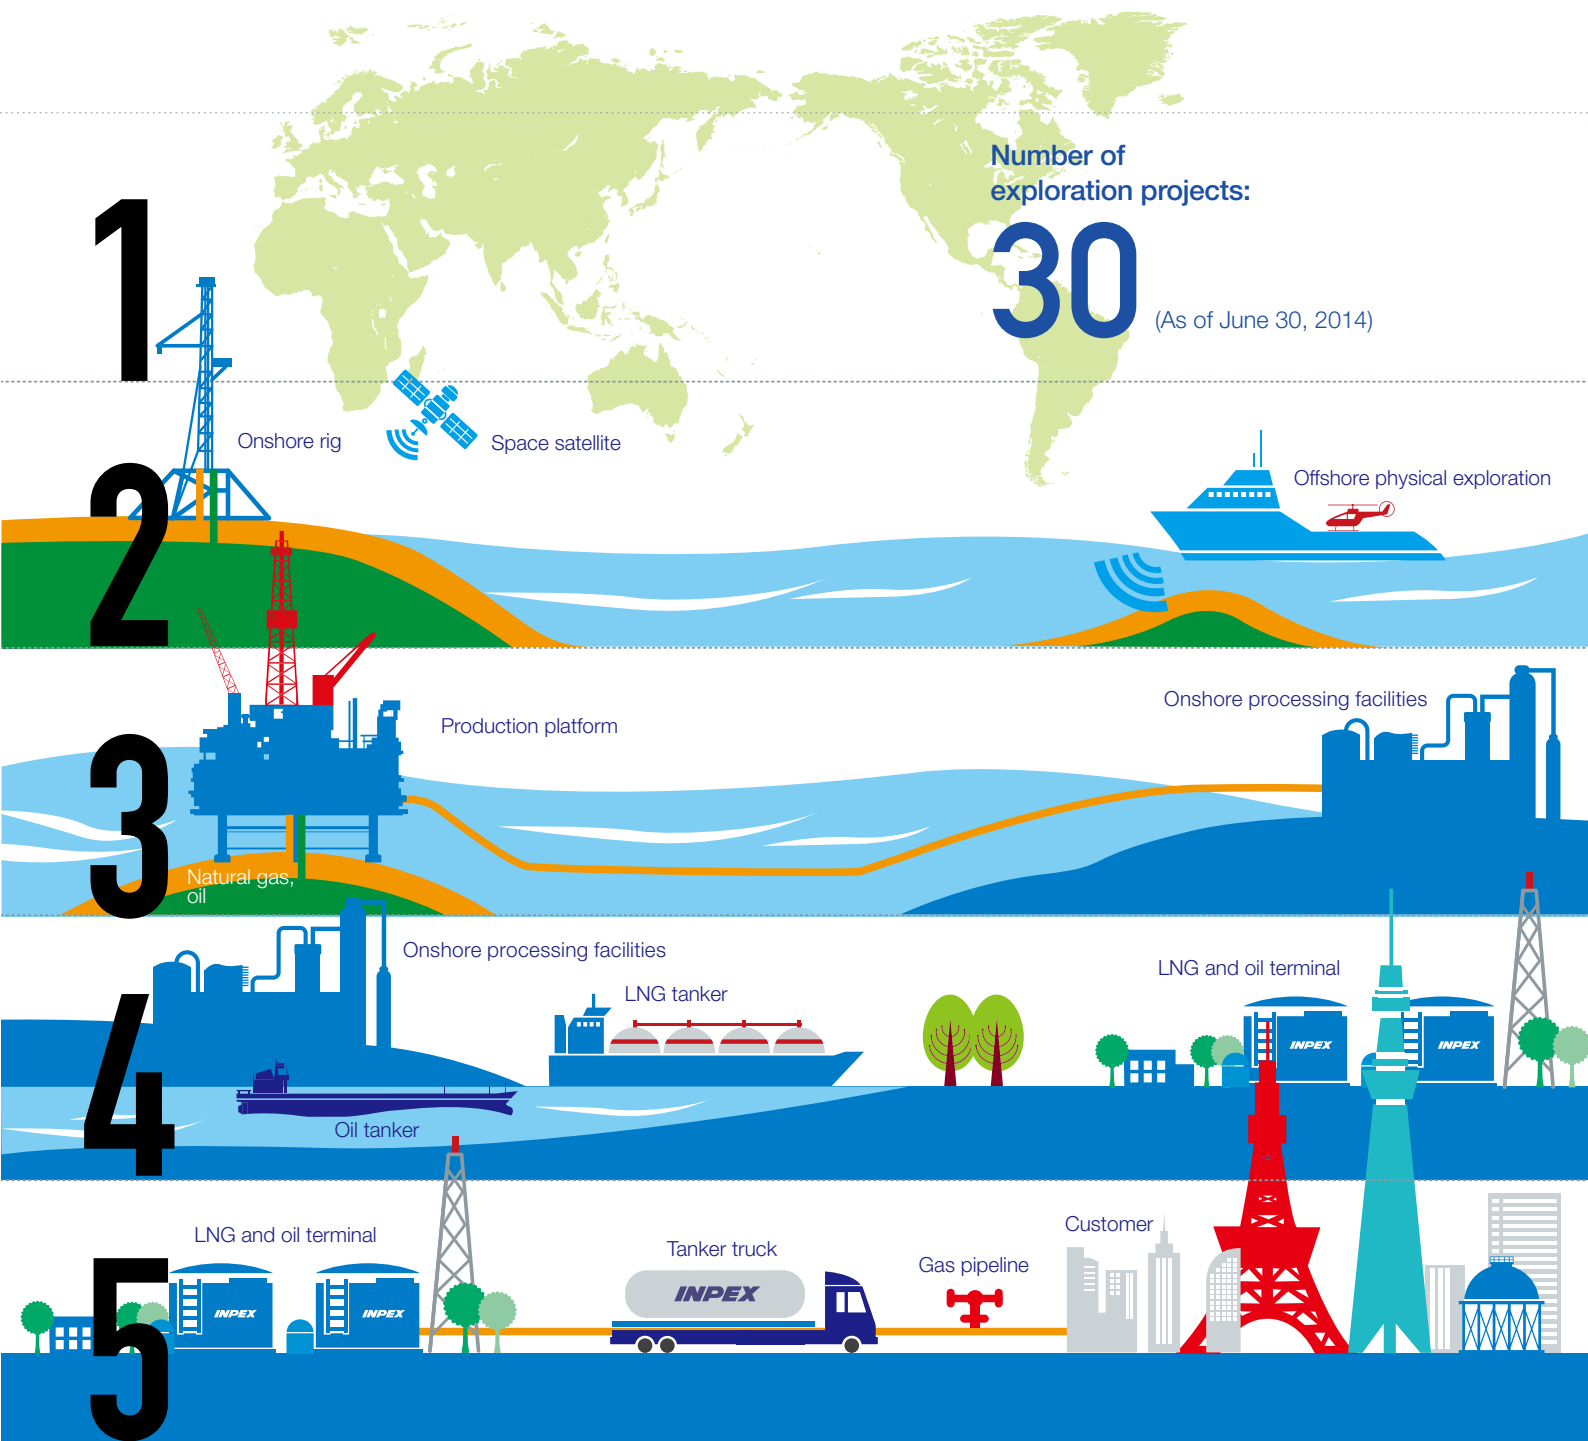 Number of
exploration projects:
1
30
(As of June 30, 2014)
Onshore rig
Space satellite
Offshore physical exploration
2
Onshore processing facilities
Production platform
3
Natural gas,
oil
Onshore processing facilities
LNG and oil terminal
LNG tanker
INPEX
INPEX
4
Oil tanker
Customer
LNG and oil terminal
Tanker truck
Gas pipeline
INPEX
INPEX
INPEX
5